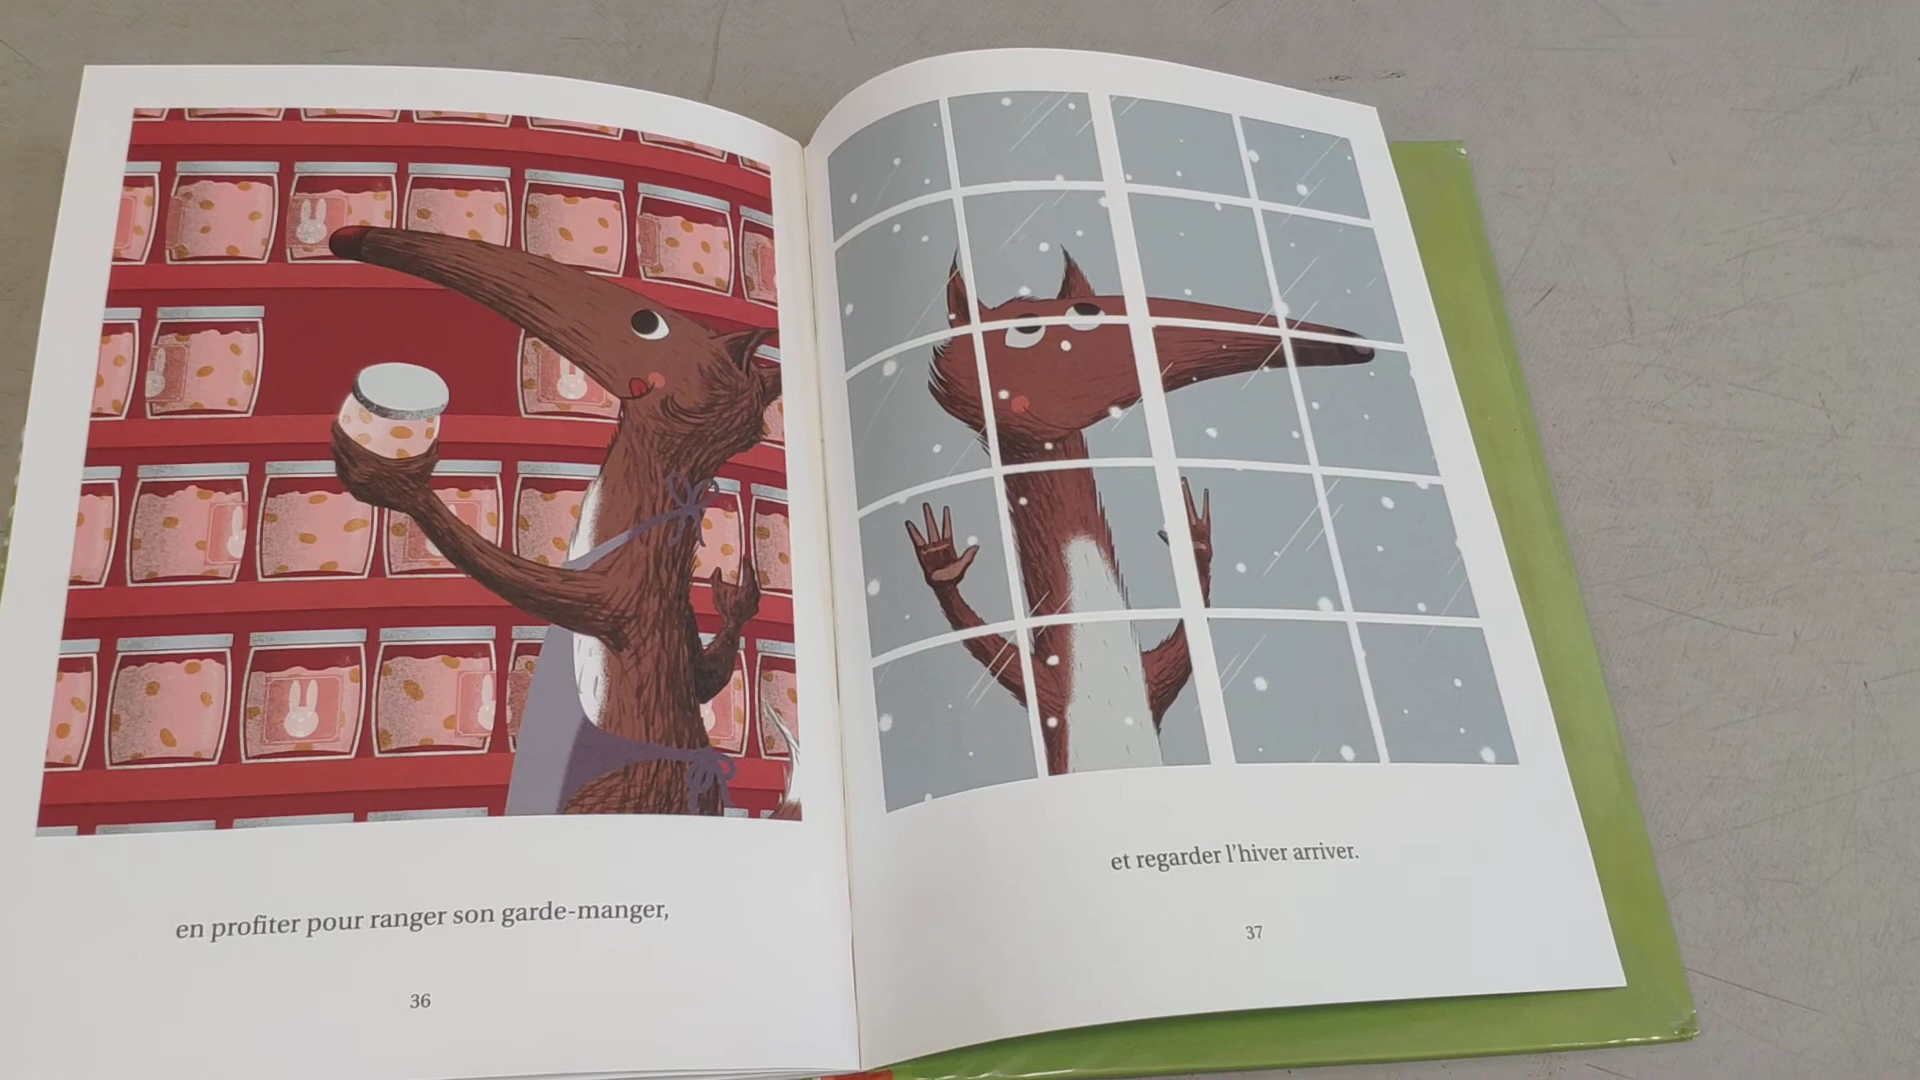 en profiter pour ranger son garde-manger,
36
et regarder l'hiver arriver.
37